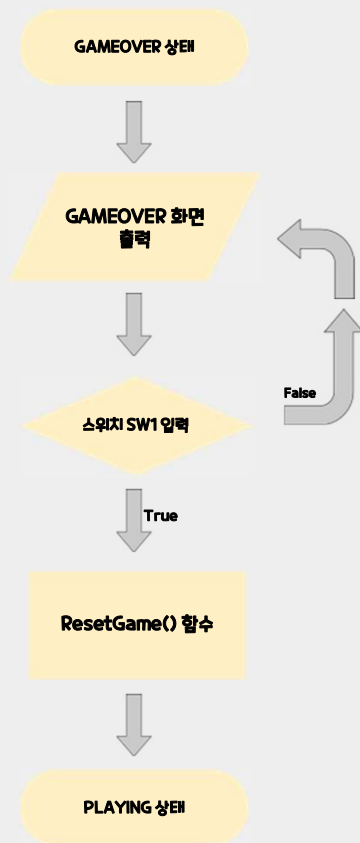 GAMEOVER 상태
GAMEOVER 화면
출력
스위치 SW1 입력
False
True
ResetGame() 함수
PLAYING 상태